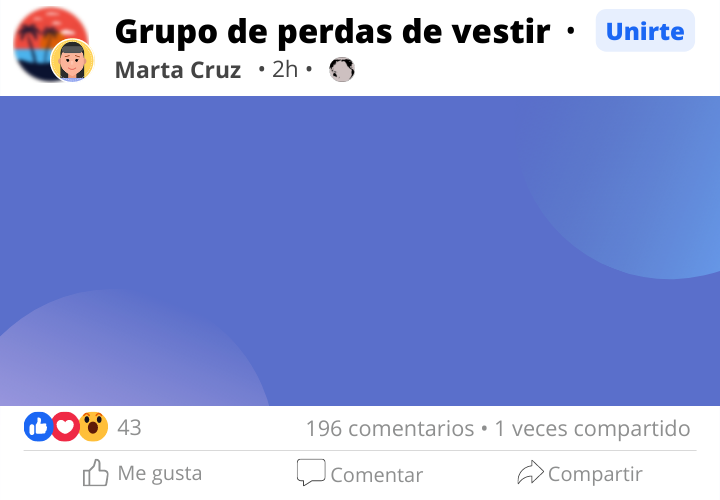 Grupo de perdas de vestir · Unirte
Marta Cruz • 2h •
43 196 comentarios • 1 veces compartido
Me gusta Comentar Compartir